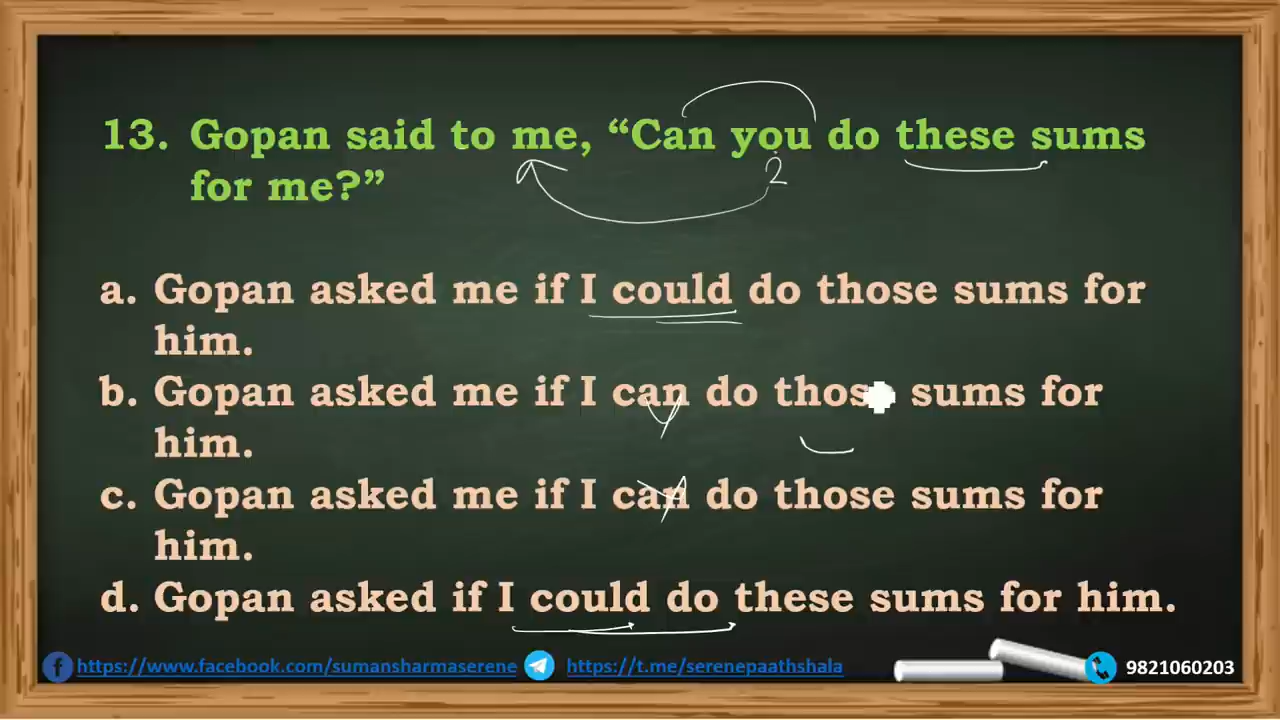 13. Gopan said to me, “Can you do these sums
for me?”
2
a. Gopan asked me if I could do those sums for
him.
b. Gopan asked me if I can do those sums for
him.
c. Gopan asked me if I can do those sums for
him.
d. Gopan asked if I could do these sums for him.
https://www.facebook.com/sumansharmaserene https://t.me/serenepaathshala 9821060203